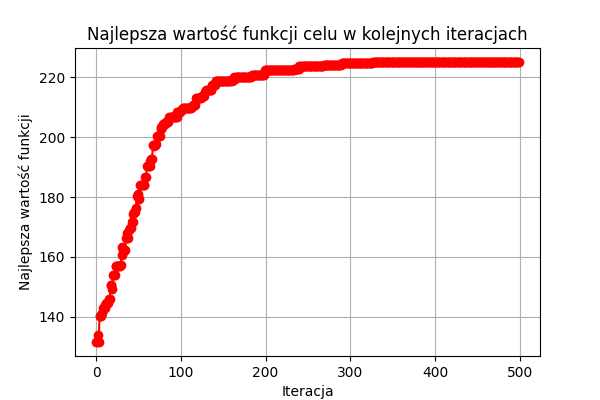 Najlepsza wartość funkcji celu w kolejnych iteracjach
Najlepsza wartość funkcji
220
200
180
160
140
0 100 200 300 400 500
Iteracja